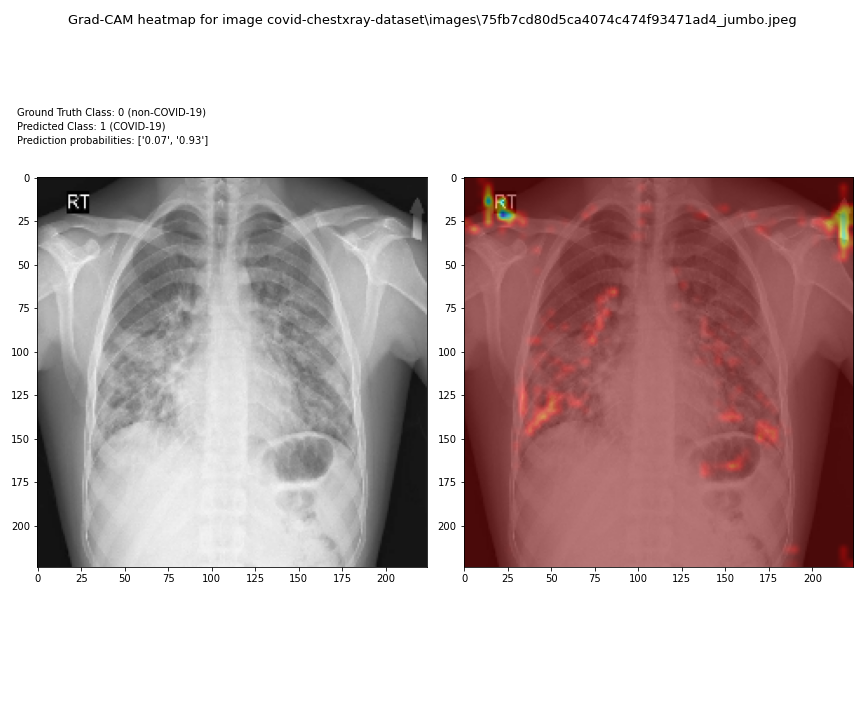 Grad-CAM heatmap for image covid-chestxray-dataset\images\75fb7cd80d5ca4074c474f93471ad4_jumbo.jpeg
Ground Truth Class: 0 (non-COVID-19)
Predicted Class: 1 (COVID-19)
Prediction probabilities: ['0.07', '0.93']
RT
0
25
50
75
100
125
150
175
200
0 25 50 75 100 125 150 175 200
RT
0
25
50
75
100
125
150
175
200
0 25 50 75 100 125 150 175 200